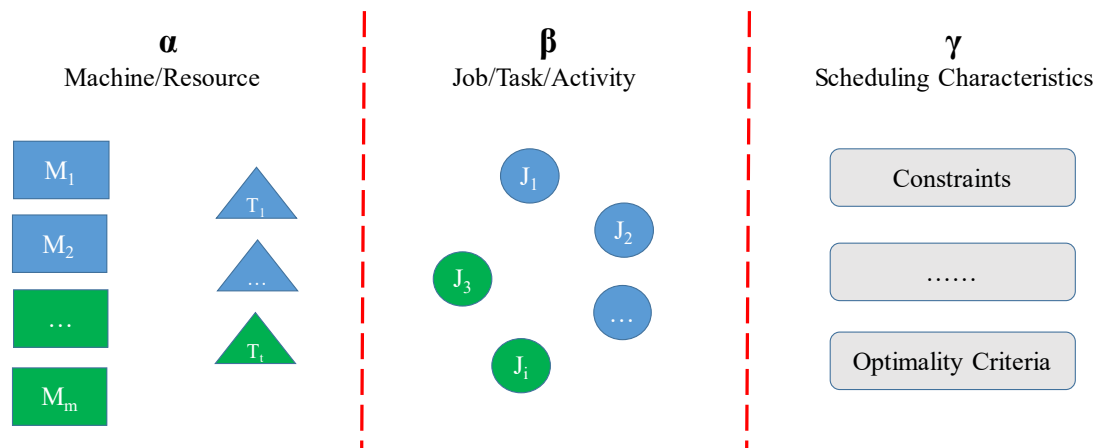 α
Machine/Resource
M₁
M₂
…
Mₘ
T₁
…
Tₜ
β
Job/Task/Activity
J₁
J₂
J₃
…
Jᵢ
γ
Scheduling Characteristics
Constraints
……
Optimality Criteria